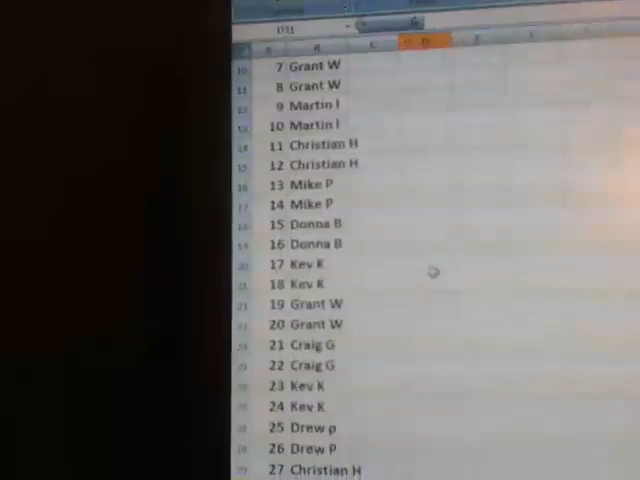 D31
7 Grant W
8 Grant W
9 Martin I
10 Martin I
11 Christian H
12 Christian H
13 Mike P
14 Mike P
15 Donna B
16 Donna B
17 Kev K
18 Kev K
19 Grant W
20 Grant W
21 Craig G
22 Craig G
23 Kev K
24 Kev K
25 Drew p
26 Drew P
27 Christian H